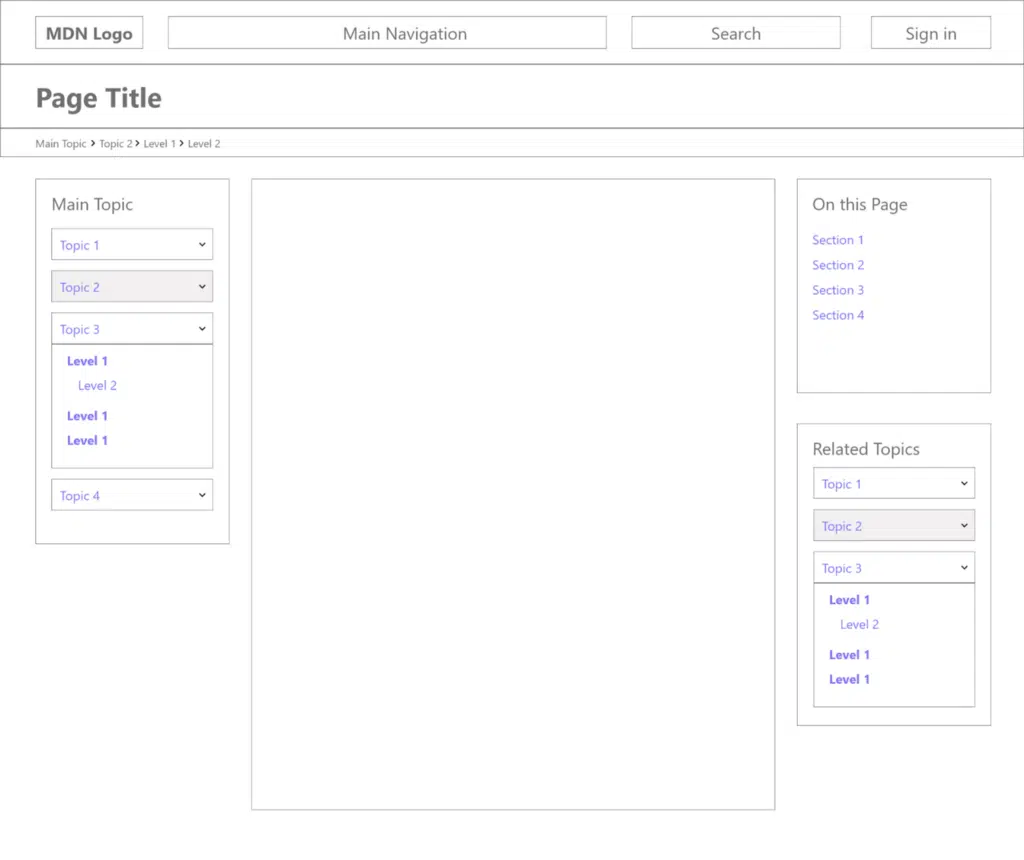 MDN Logo
Main Navigation
Search
Sign in
Page Title
Main Topic > Topic 2 > Level 1 > Level 2
Main Topic
Topic 1
Topic 2
Topic 3
Level 1
Level 2
Level 1
Level 1
Topic 4
On this Page
Section 1
Section 2
Section 3
Section 4
Related Topics
Topic 1
Topic 2
Topic 3
Level 1
Level 2
Level 1
Level 1